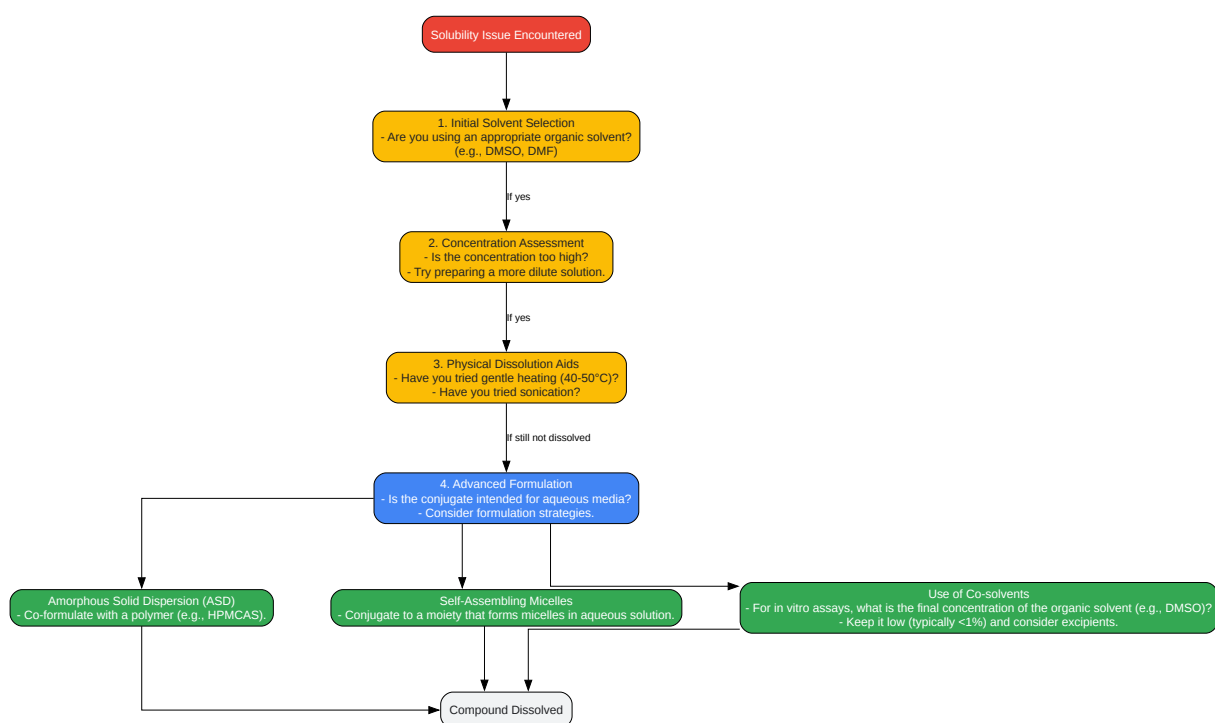 Solubility Issue Encountered
1. Initial Solvent Selection
- Are you using an appropriate organic solvent?
(e.g., DMSO, DMF)
If yes
2. Concentration Assessment
- Is the concentration too high?
- Try preparing a more dilute solution.
If yes
3. Physical Dissolution Aids
- Have you tried gentle heating (40-50°C)?
- Have you tried sonication?
If still not dissolved
4. Advanced Formulation
- Is the conjugate intended for aqueous media?
- Consider formulation strategies.
Amorphous Solid Dispersion (ASD)
- Co-formulate with a polymer (e.g., HPMCAS).
Self-Assembling Micelles
- Conjugate to a moiety that forms micelles in aqueous solution.
Use of Co-solvents
- For in vitro assays, what is the final concentration of the organic solvent (e.g., DMSO)?
- Keep it low (typically <1%) and consider excipients.
Compound Dissolved